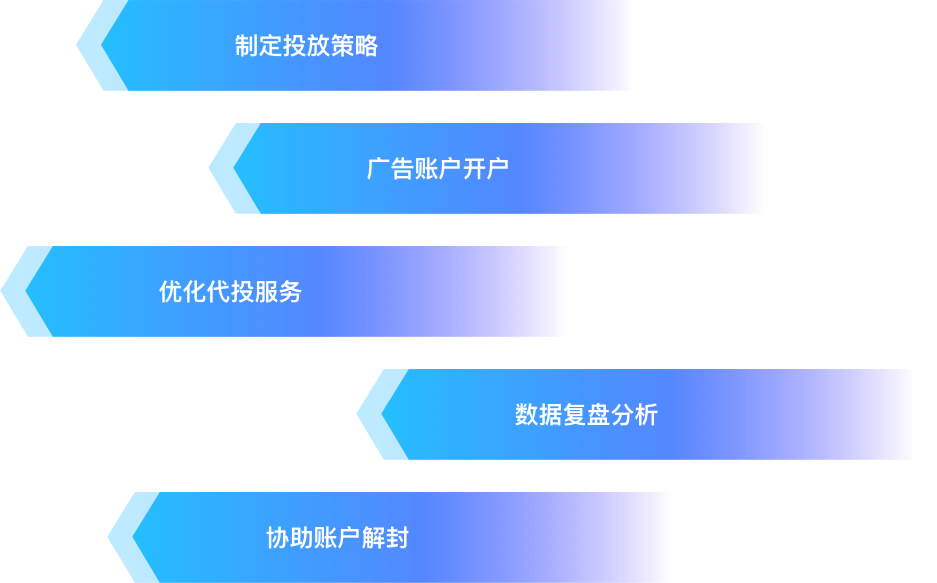 制定投放策略
广告账户开户
优化代投服务
数据复盘分析
协助账户解封